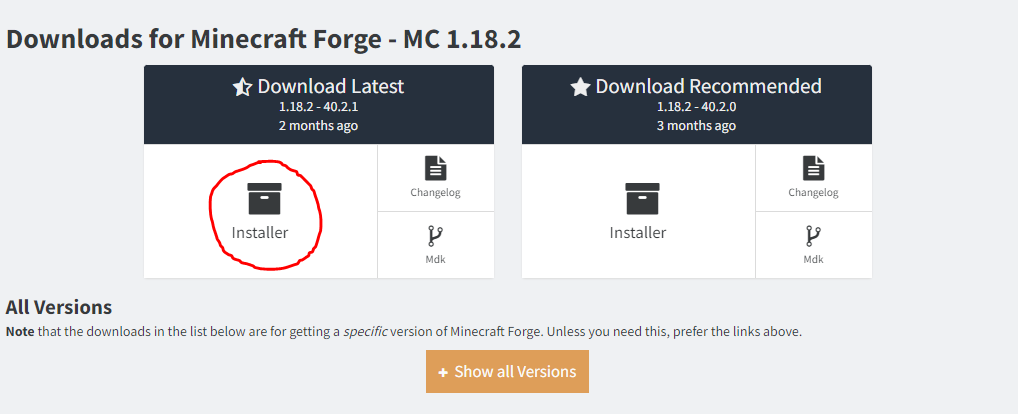 Downloads for Minecraft Forge - MC 1.18.2
Download Latest
1.18.2 - 40.2.1
2 months ago
Installer
Changelog
Mdk
Download Recommended
1.18.2 - 40.2.0
3 months ago
Installer
Changelog
Mdk
All Versions
Note that the downloads in the list below are for getting a specific version of Minecraft Forge. Unless you need this, prefer the links above.
+ Show all Versions